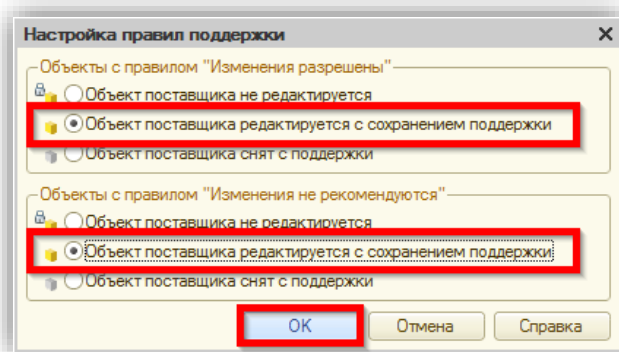 Настройка правил поддержки
Объекты с правилом "Изменения разрешены"
Объект поставщика не редактируется
Объект поставщика редактируется с сохранением поддержки
Объект поставщика снят с поддержки
Объекты с правилом "Изменения не рекомендуются"
Объект поставщика не редактируется
Объект поставщика редактируется с сохранением поддержки
Объект поставщика снят с поддержки
OK Отмена Справка